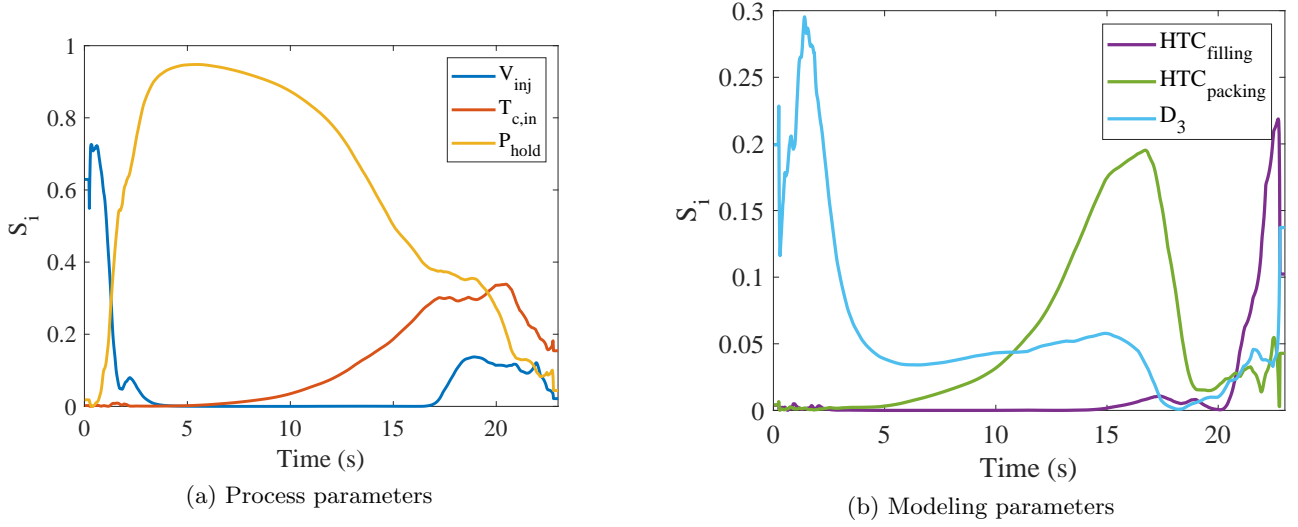 1
0.8
0.6
0.4
0.2
0
S_i
0 5 10 15 20
Time (s)
V_inj
T_c,in
P_hold
(a) Process parameters
0.3
0.25
0.2
0.15
0.1
0.05
0
S_i
0 5 10 15 20
Time (s)
HTC_filling
HTC_packing
D_3
(b) Modeling parameters